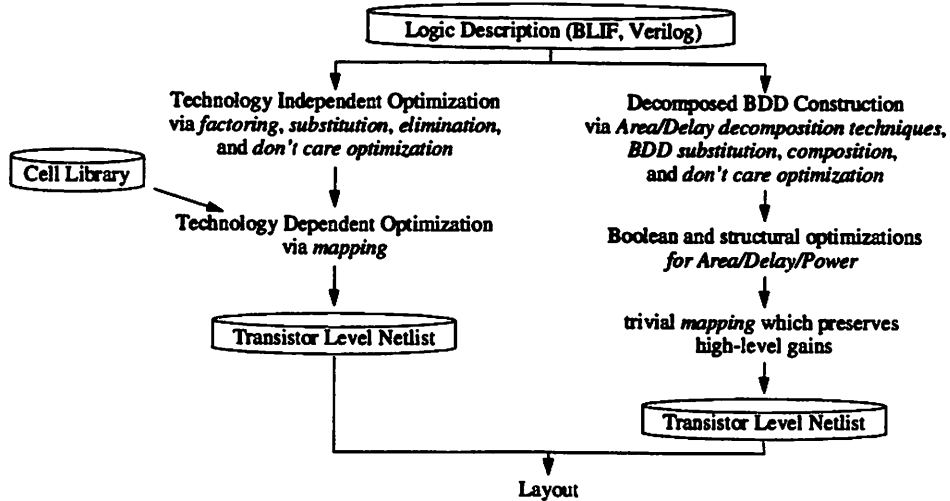 Logic Description (BLIF, Verilog)
Technology Independent Optimization
via factoring, substitution, elimination,
and don't care optimization
Cell Library
Technology Dependent Optimization
via mapping
Transistor Level Netlist
Decomposed BDD Construction
via Area/Delay decomposition techniques,
BDD substitution, composition,
and don't care optimization
Boolean and structural optimizations
for Area/Delay/Power
trivial mapping which preserves
high-level gains
Transistor Level Netlist
Layout